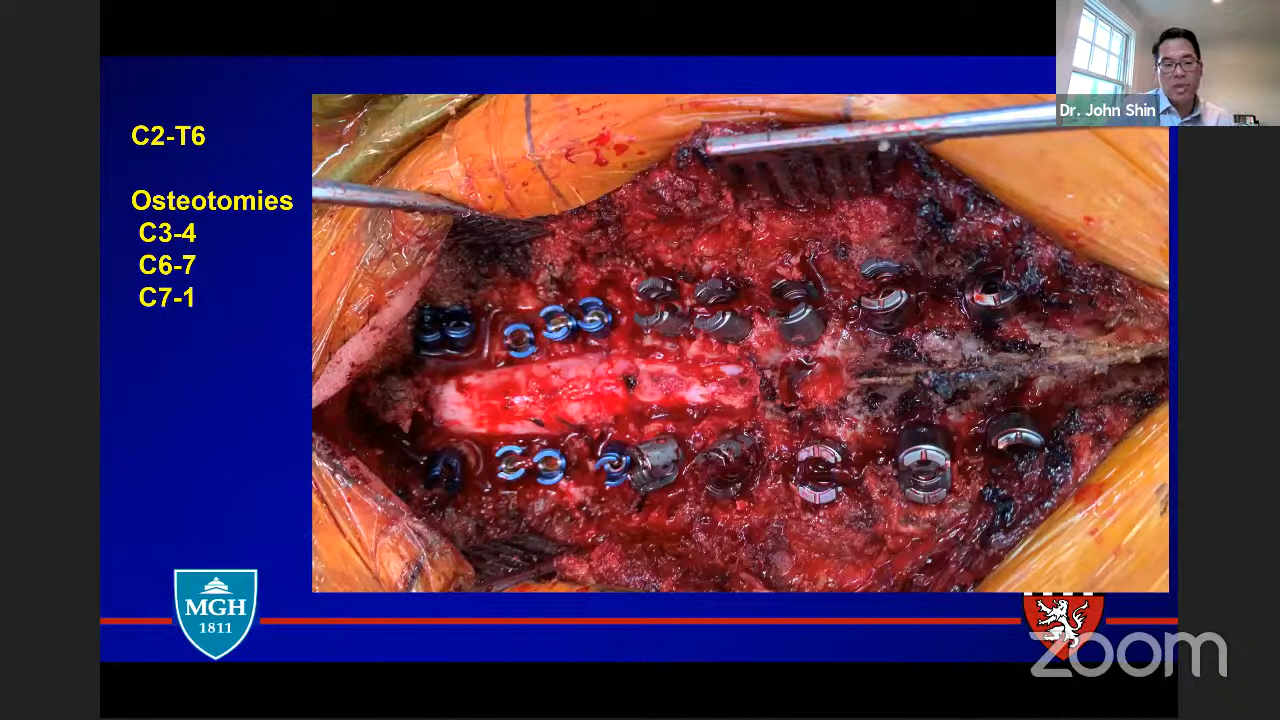 C2-T6
Osteotomies
C3-4
C6-7
C7-1
Dr. John Shin
MGH
1811
zoom